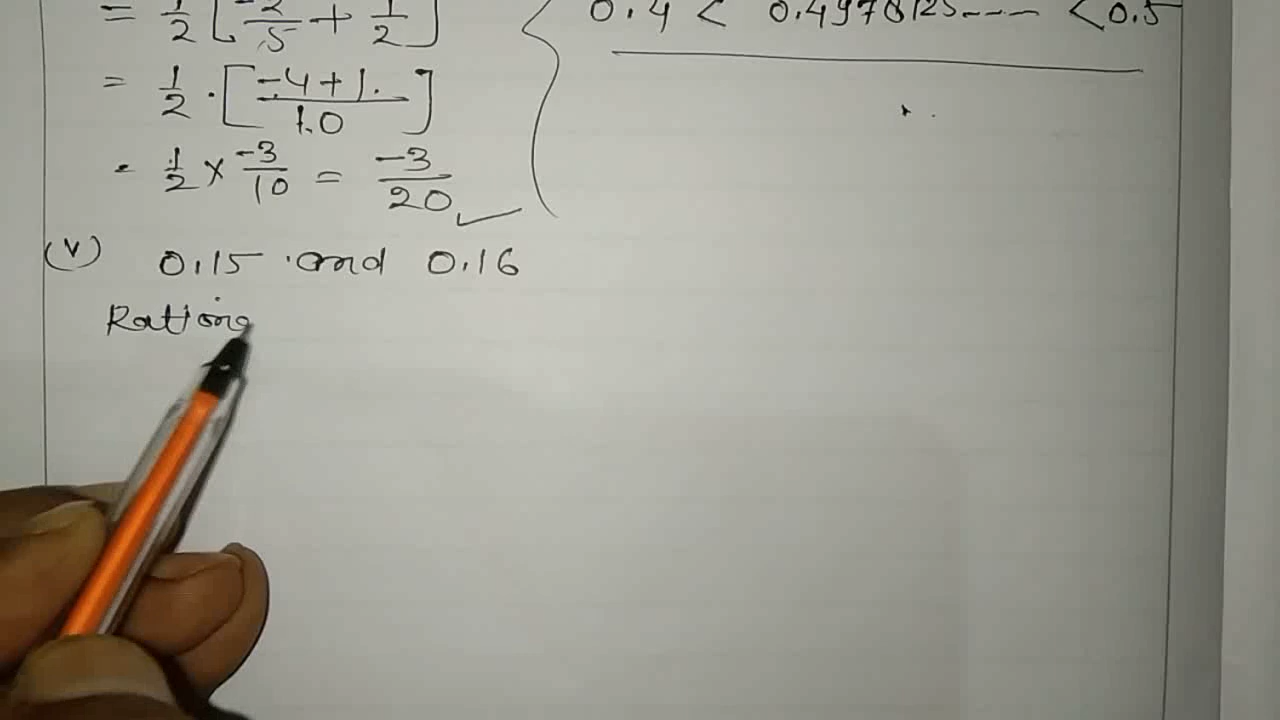 = 1/2 [ -2/5 + 1/2 ]
= 1/2 · [ -4+1. / 10 ]
= 1/2 × -3/10 = -3/20 ✓
0.4 < 0.4978125--- < 0.5
(V) 0.15 and 0.16
Rationa